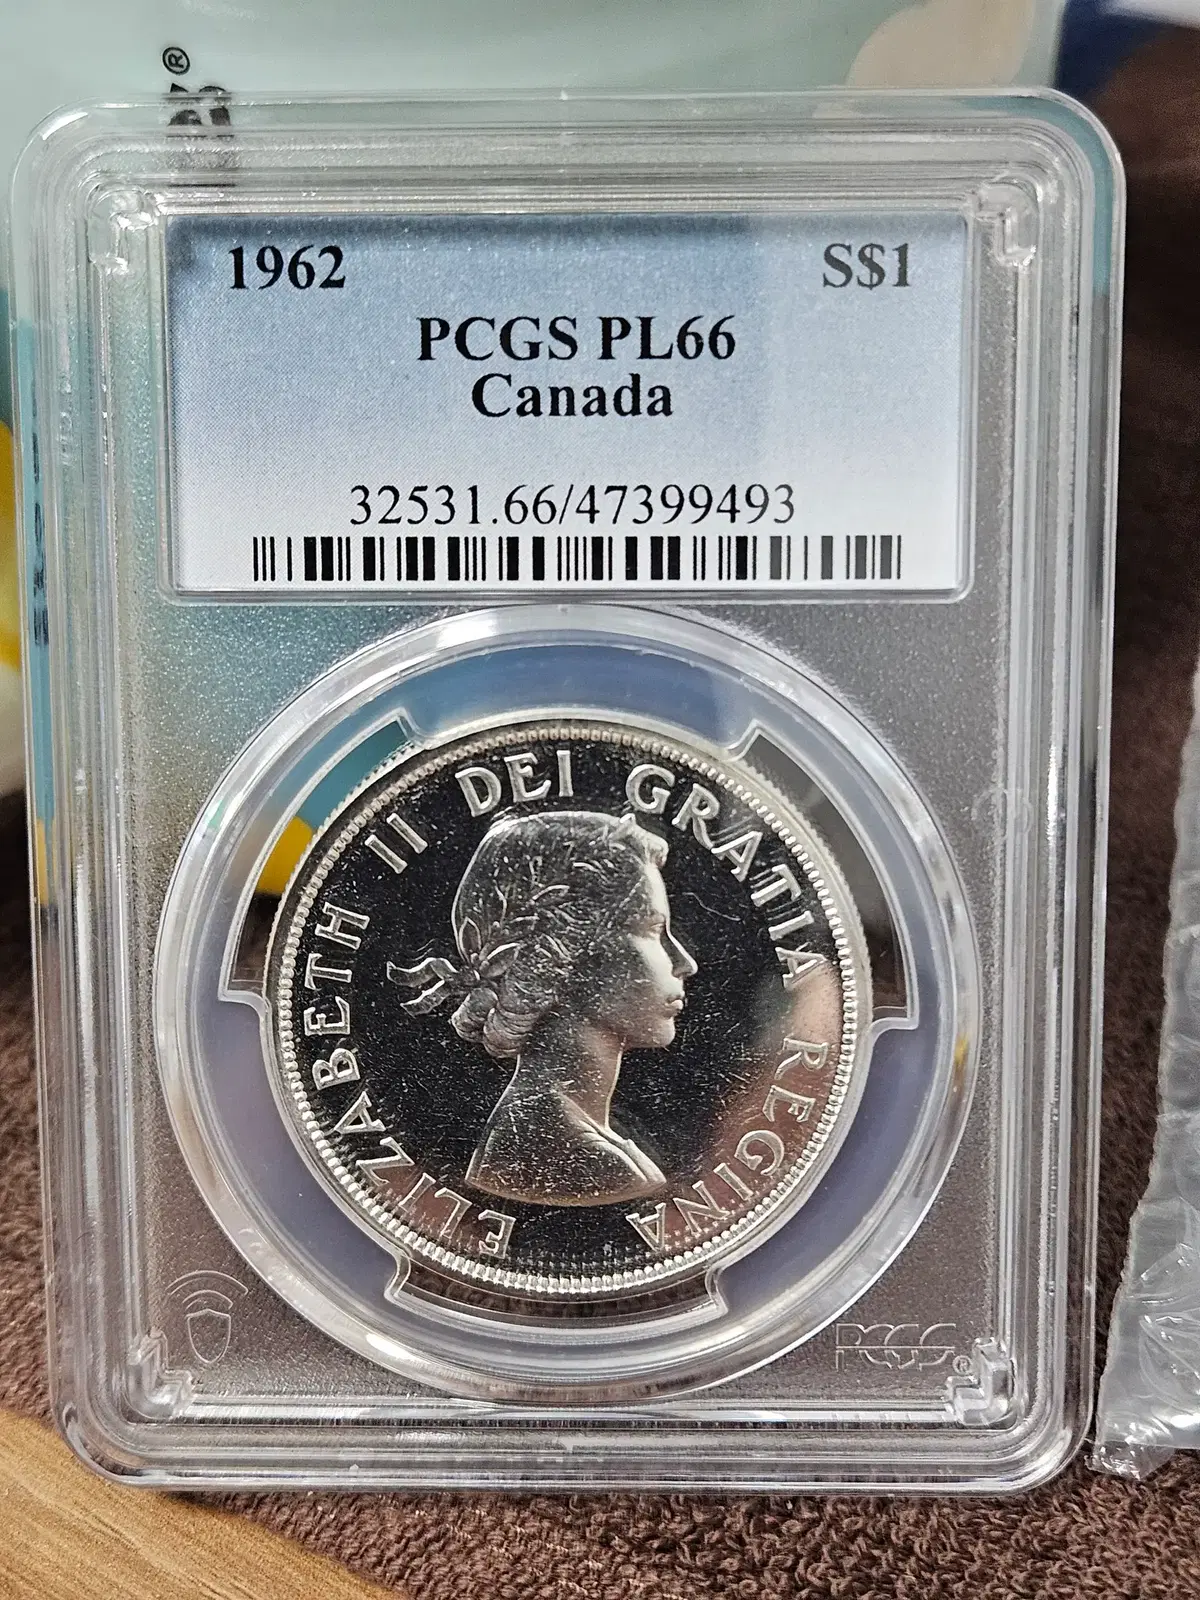 1962 S$1
PCGS PL66
Canada
32531.66/47399493
ELIZABETH II DEI GRATIA REGINA
PCGS®